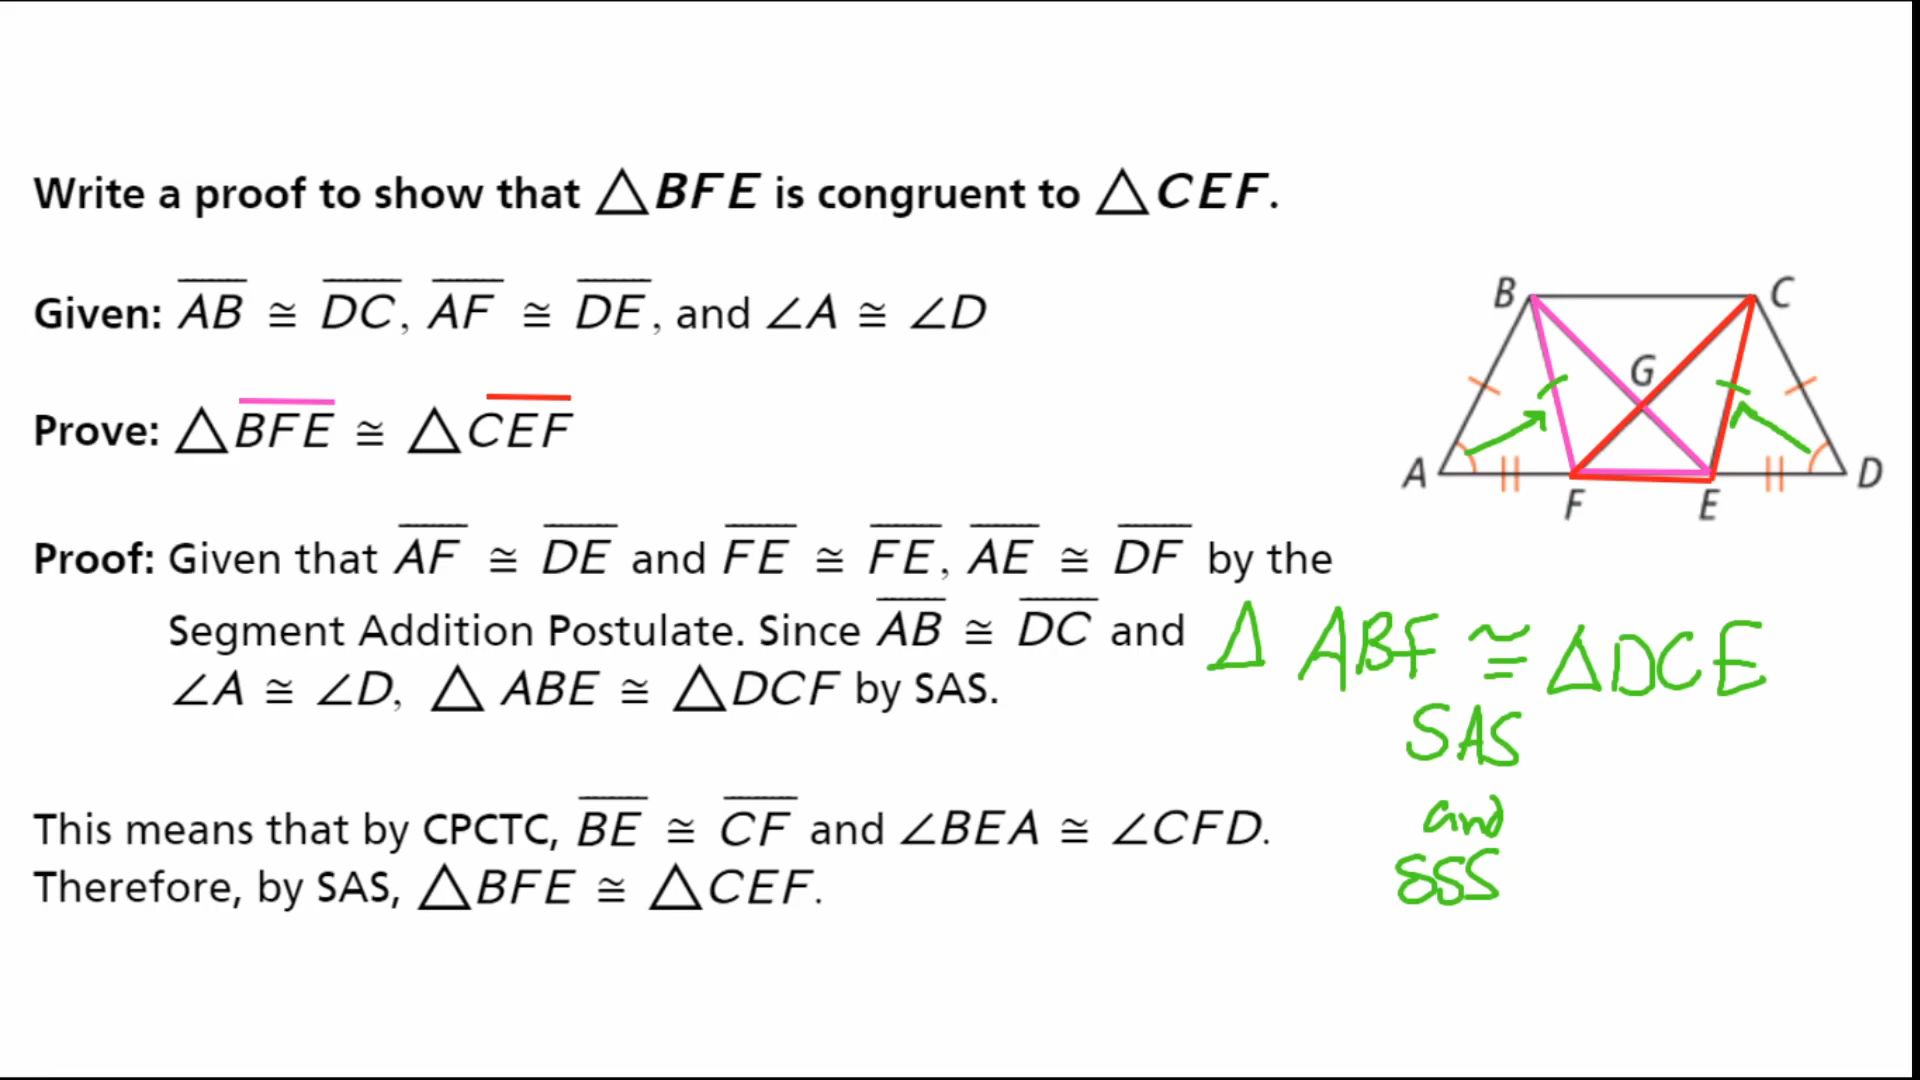 Write a proof to show that △BFE is congruent to △CEF.
Given: AB ≅ DC, AF ≅ DE, and ∠A ≅ ∠D
Prove: △BFE ≅ △CEF
B
C
G
A
D
F
E
Proof: Given that AF ≅ DE and FE ≅ FE, AE ≅ DF by the
Segment Addition Postulate. Since AB ≅ DC and
∠A ≅ ∠D, △ ABE ≅ △DCF by SAS.
△ ABF ≅ △DCE
SAS
and
SSS
This means that by CPCTC, BE ≅ CF and ∠BEA ≅ ∠CFD.
Therefore, by SAS, △BFE ≅ △CEF.